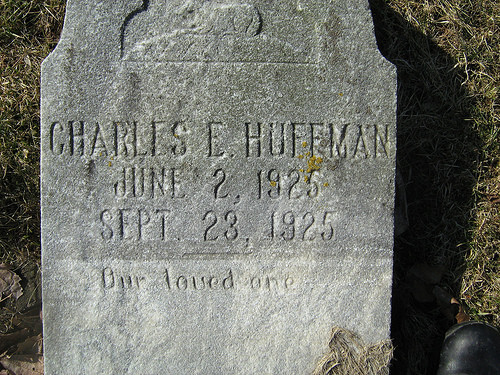 CHARLES E. HUFFMAN
JUNE 2, 1925
SEPT. 23, 1925
Our loved one